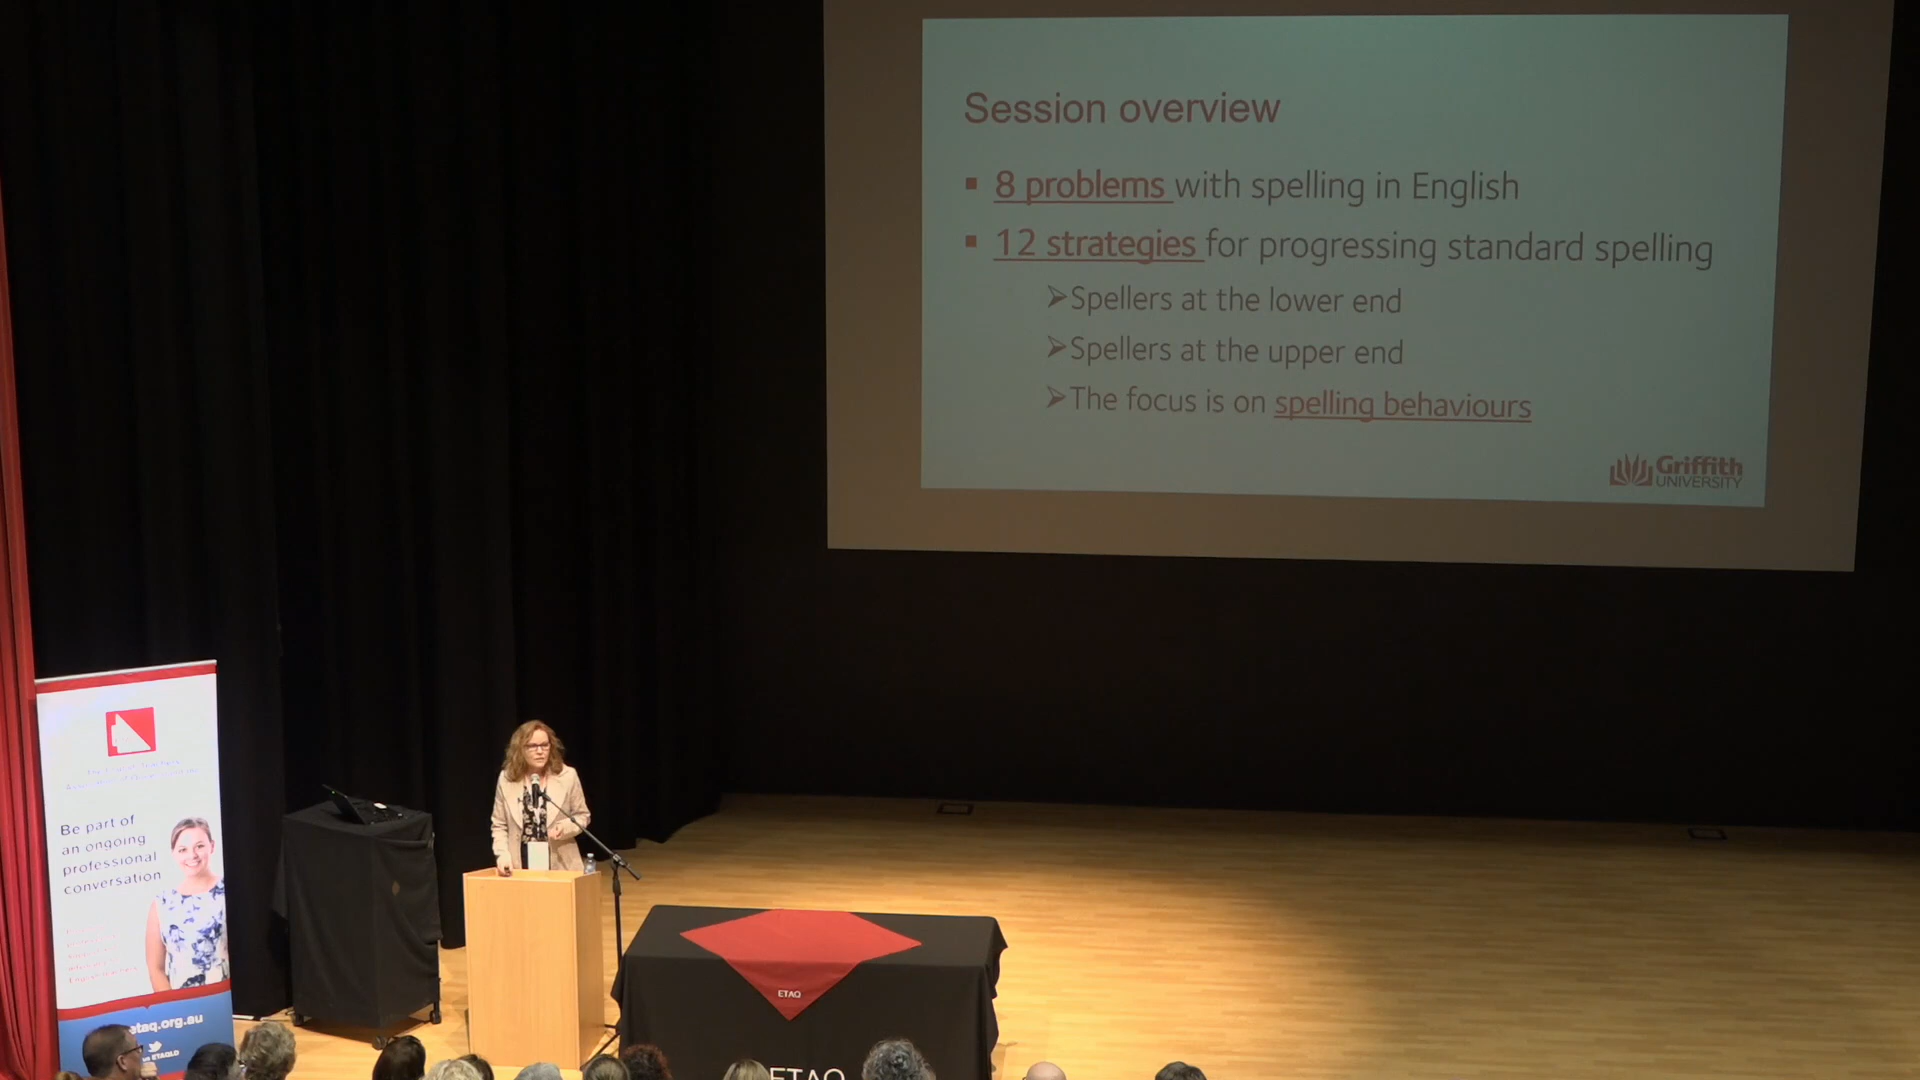 Session overview
▪ 8 problems with spelling in English
▪ 12 strategies for progressing standard spelling
➢Spellers at the lower end
➢Spellers at the upper end
➢The focus is on spelling behaviours
Griffith
UNIVERSITY
Be part of
an ongoing
professional
conversation
etaq.org.au
ETAQLD
ETAQ
ETAQ